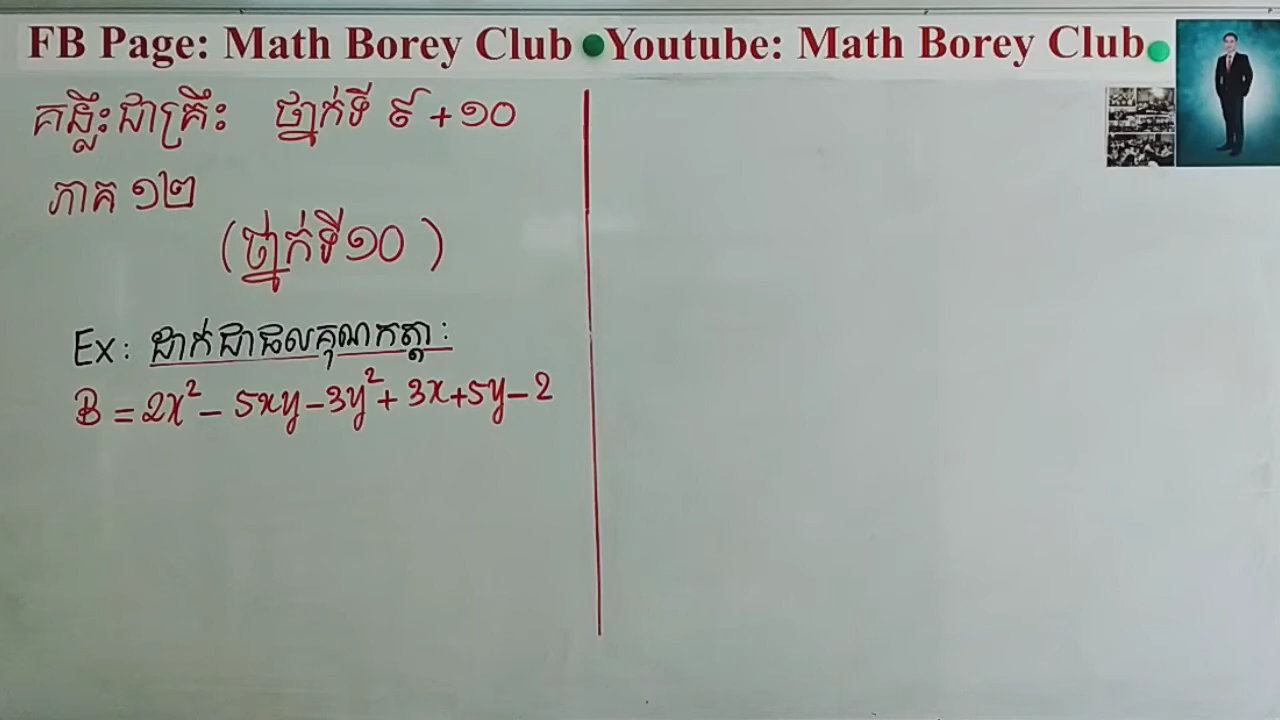 FB Page: Math Borey Club ● Youtube: Math Borey Club
គន្លឹះជាគ្រឹះ ថ្នាក់ទី ៩ + ១០
ភាគ ១២
(ថ្នាក់ទី១០)
Ex: ដាក់ជាផលគុណកត្តា:
B = 2x² - 5xy - 3y² + 3x + 5y - 2